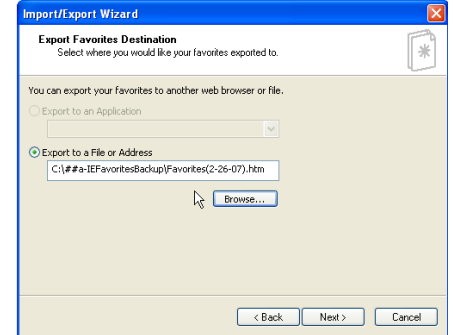 Import/Export Wizard
Export Favorites Destination
Select where you would like your favorites exported to.
You can export your favorites to another web browser or file.
Export to an Application
Export to a File or Address
C:\##a-IEFavoritesBackup\Favorites(2-26-07).htm
Browse...
< Back Next > Cancel